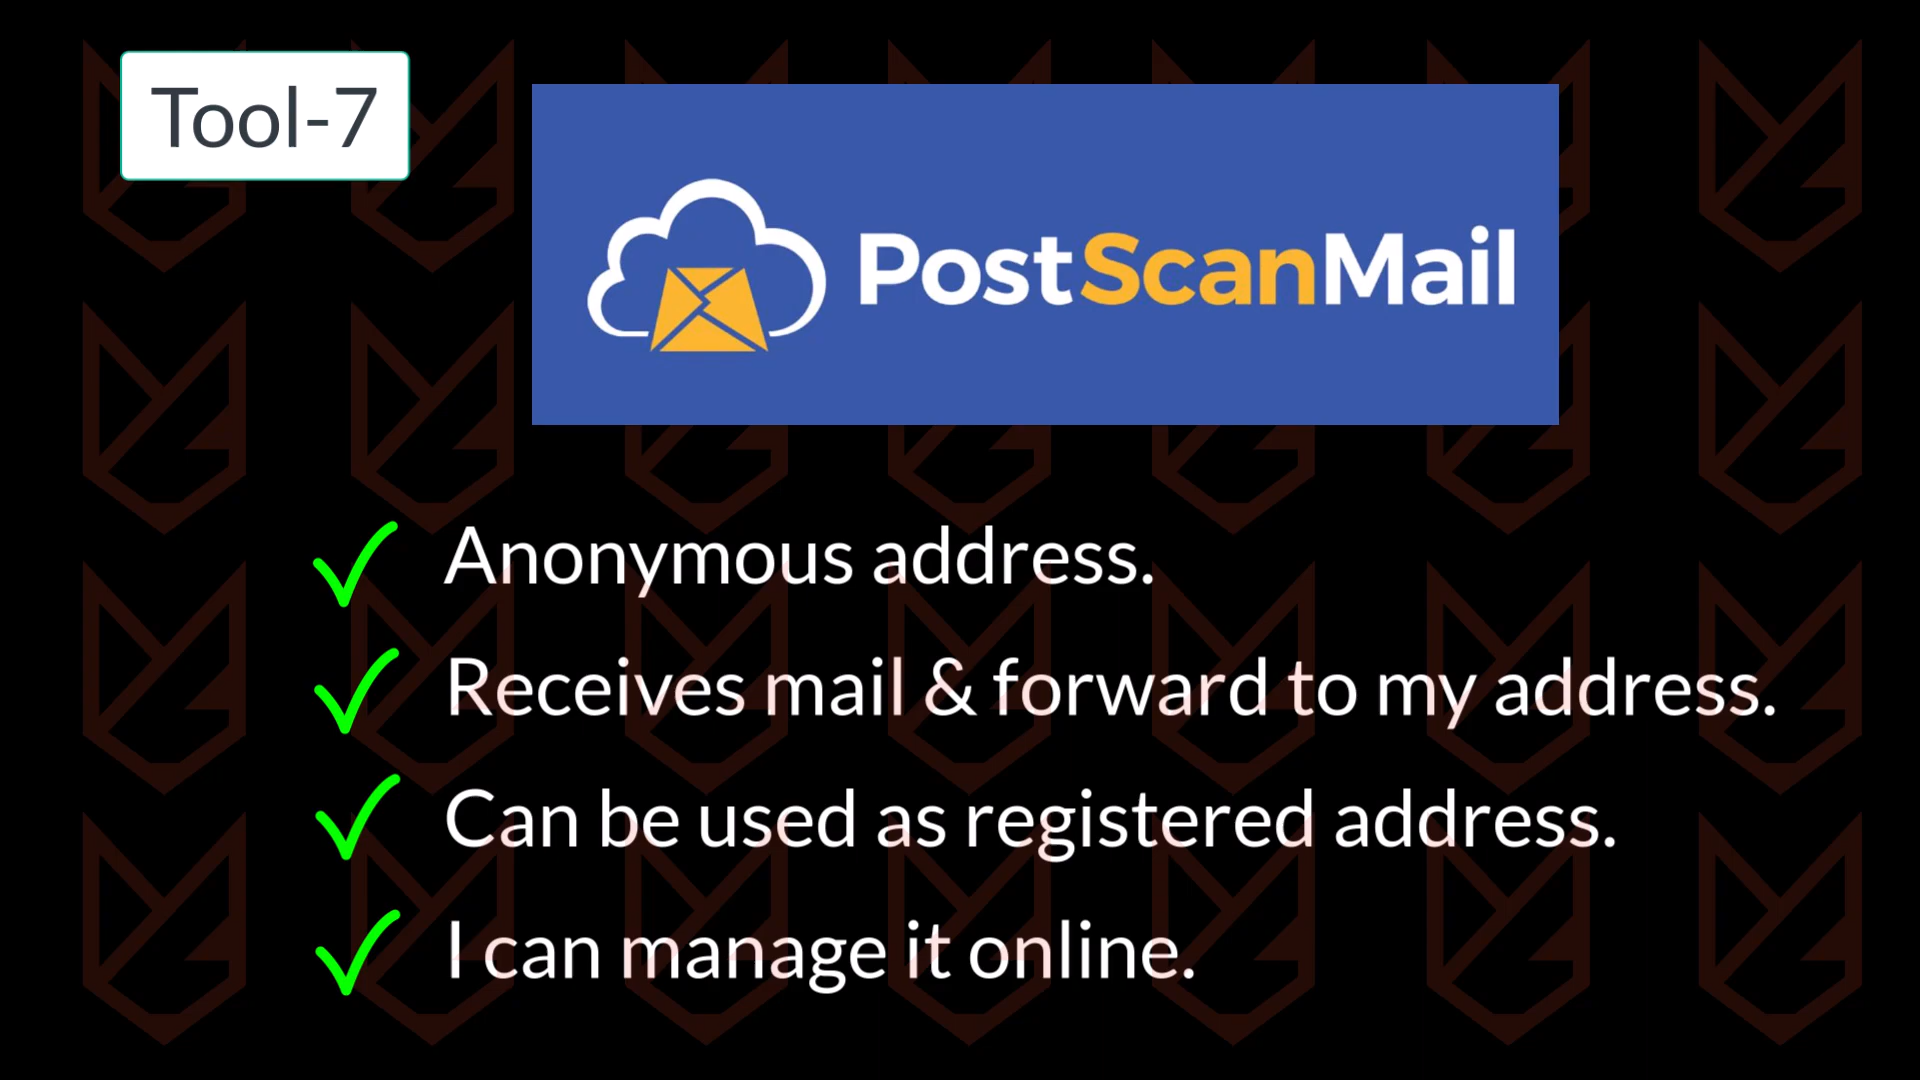 Tool-7
PostScanMail
Anonymous address.
Receives mail & forward to my address.
Can be used as registered address.
I can manage it online.